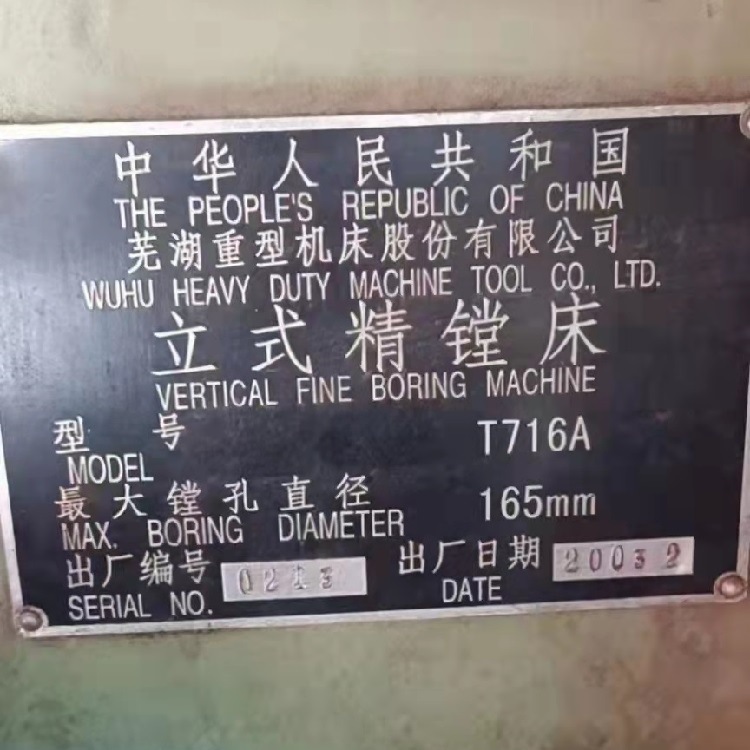 中华人民共和国
THE PEOPLE'S REPUBLIC OF CHINA
芜湖重型机床股份有限公司
WUHU HEAVY DUTY MACHINE TOOL CO., LTD.
立式精镗床
VERTICAL FINE BORING MACHINE
型 号 T716A
MODEL
最大镗孔直径 165mm
MAX. BORING DIAMETER
出厂编号 出厂日期
SERIAL NO. DATE